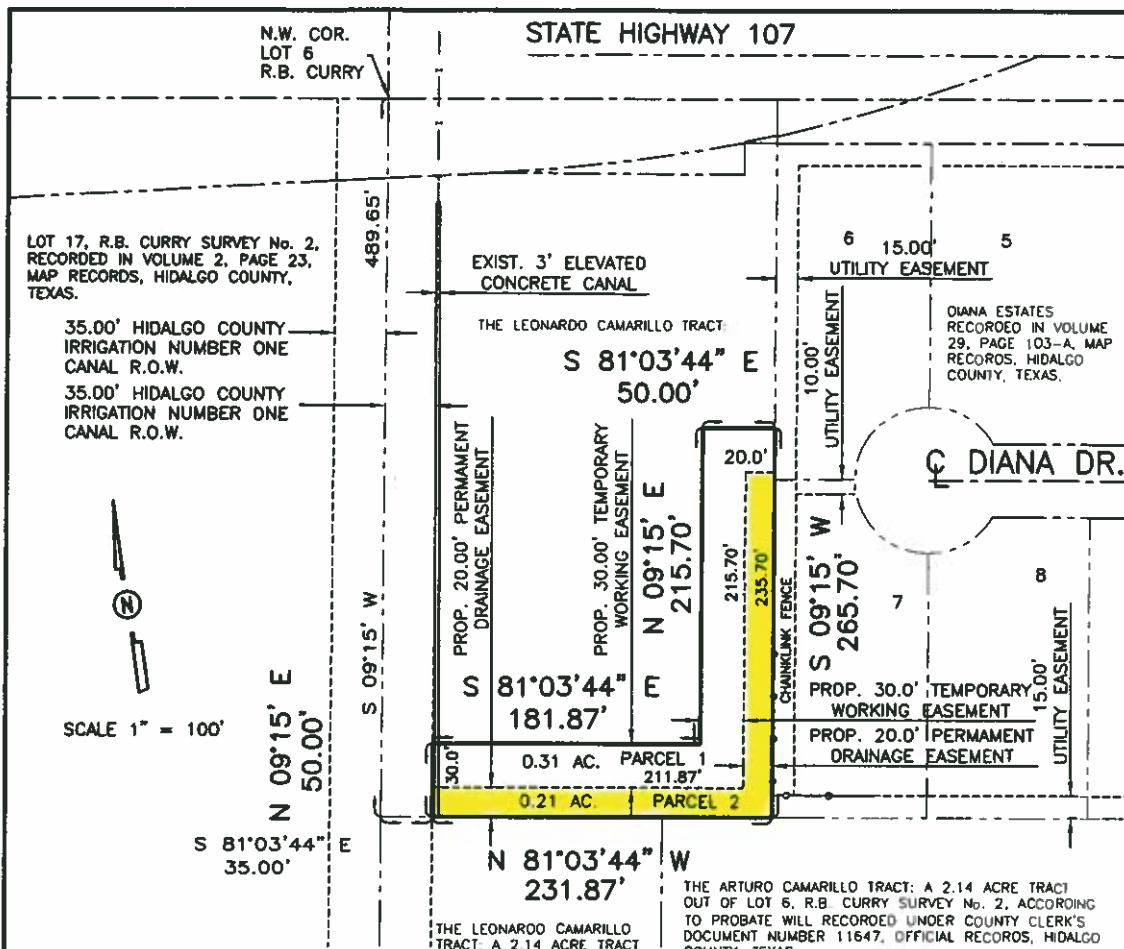 STATE HIGHWAY 107
N.W. COR.
LOT 6
R.B. CURRY
489.65'
LOT 17, R.B. CURRY SURVEY No. 2,
RECORDED IN VOLUME 2, PAGE 23,
MAP RECORDS, HIDALGO COUNTY,
TEXAS.
35.00' HIDALGO COUNTY
IRRIGATION NUMBER ONE
CANAL R.O.W.
35.00' HIDALGO COUNTY
IRRIGATION NUMBER ONE
CANAL R.O.W.
EXIST. 3' ELEVATED
CONCRETE CANAL
THE LEONARDO CAMARILLO TRACT:
S 81°03'44" E
50.00'
6
15.00'
5
UTILITY EASEMENT
DIANA ESTATES
RECORDED IN VOLUME
29, PAGE 103-A, MAP
RECORDS, HIDALGO
COUNTY, TEXAS.
10.00'
UTILITY EASEMENT
℄ DIANA DR.
PROP. 20.00' PERMAMENT
DRAINAGE EASEMENT
PROP. 30.00' TEMPORARY
WORKING EASEMENT
N 09°15' E
215.70'
20.0'
215.70'
235.70'
CHAINKLINK FENCE
S 09°15' W
265.70'
7
8
15.00'
UTILITY EASEMENT
N
SCALE 1" = 100'
S 09°15' W
N 09°15' E
50.00'
S 81°03'44" E
181.87'
PROP. 30.0' TEMPORARY
WORKING EASEMENT
PROP. 20.0' PERMAMENT
DRAINAGE EASEMENT
30.0'
0.31 AC. PARCEL 1
211.87'
0.21 AC. PARCEL 2
S 81°03'44" E
35.00'
N 81°03'44" W
231.87'
THE LEONARDO CAMARILLO
TRACT: A 2.14 ACRE TRACT
THE ARTURO CAMARILLO TRACT: A 2.14 ACRE TRACT
OUT OF LOT 6, R.B. CURRY SURVEY No. 2, ACCORDING
TO PROBATE WILL RECORDED UNDER COUNTY CLERK'S
DOCUMENT NUMBER 11647, OFFICIAL RECORDS, HIDALGO
COUNTY, TEXAS